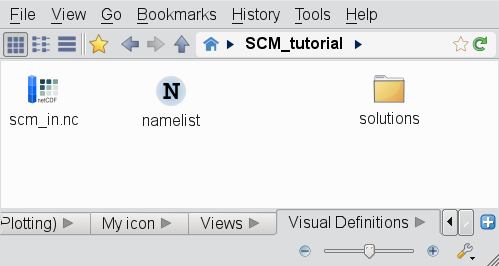 File View Go Bookmarks History Tools Help
SCM_tutorial
netCDF
N
scm_in.nc namelist solutions
Plotting) My icon Views Visual Definitions